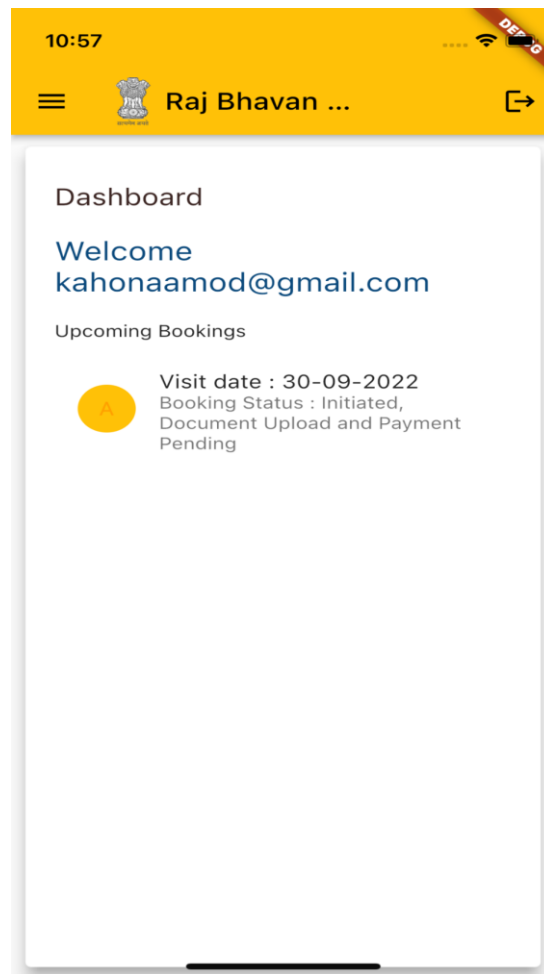 10:57
DEBUG
Raj Bhavan ...
Dashboard
Welcome
kahonaamod@gmail.com
Upcoming Bookings
A
Visit date : 30-09-2022
Booking Status : Initiated,
Document Upload and Payment
Pending